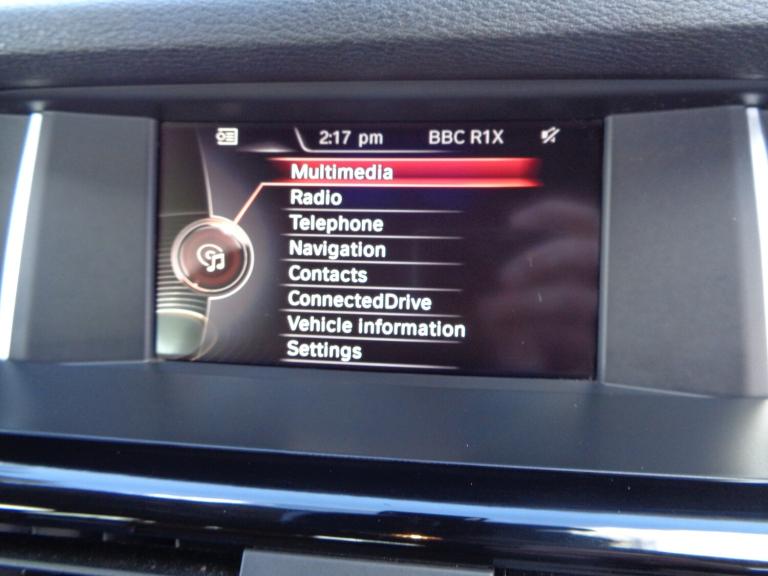 2:17 pm BBC R1X
Multimedia
Radio
Telephone
Navigation
Contacts
ConnectedDrive
Vehicle information
Settings